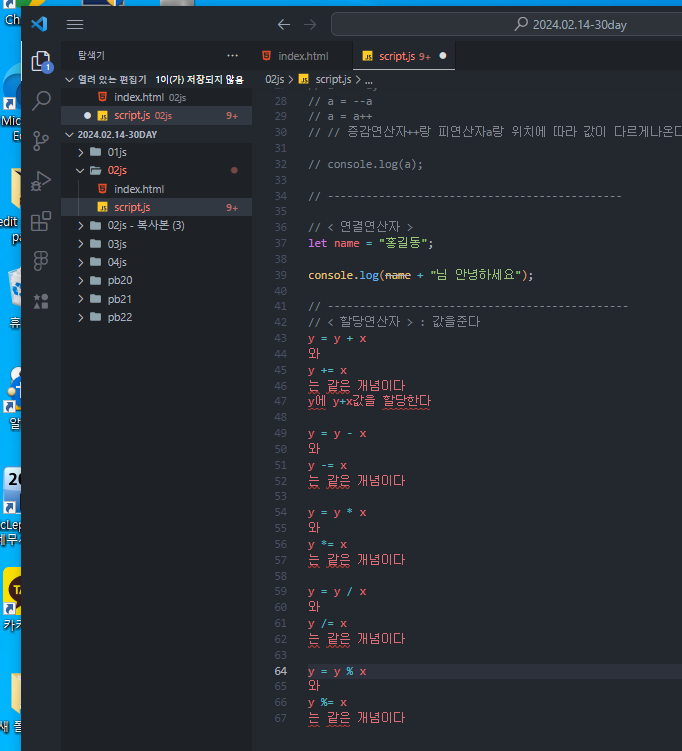 Ch
2024.02.14-30day
탐색기
index.html
script.js 9+
열려 있는 편집기 1이(가) 저장되지 않음
02js > script.js > ...
index.html 02js
script.js 02js 9+
2024.02.14-30DAY
01js
02js
index.html
script.js 9+
02js - 복사본 (3)
03js
04js
pb20
pb21
pb22
1
28 // a = --a
29 // a = a++
30 // // 증감연산자++랑 피연산자a랑 위치에 따라 값이 다르게나온다
31
32 // console.log(a);
33
34 // ----------------------------------------------
35
36 // < 연결연산자 >
37 let name = "홍길동";
38
39 console.log(name + "님 안녕하세요");
40
41 // -----------------------------------------------
42 // < 할당연산자 > : 값을준다
43 y = y + x
44 와
45 y += x
46 는 같은 개념이다
47 y에 y+x값을 할당한다
48
49 y = y - x
50 와
51 y -= x
52 는 같은 개념이다
53
54 y = y * x
55 와
56 y *= x
57 는 같은 개념이다
58
59 y = y / x
60 와
61 y /= x
62 는 같은 개념이다
63
64 y = y % x
65 와
66 y %= x
67 는 같은 개념이다
Mic
edit
pa
휴
알
20
카카
새 폴